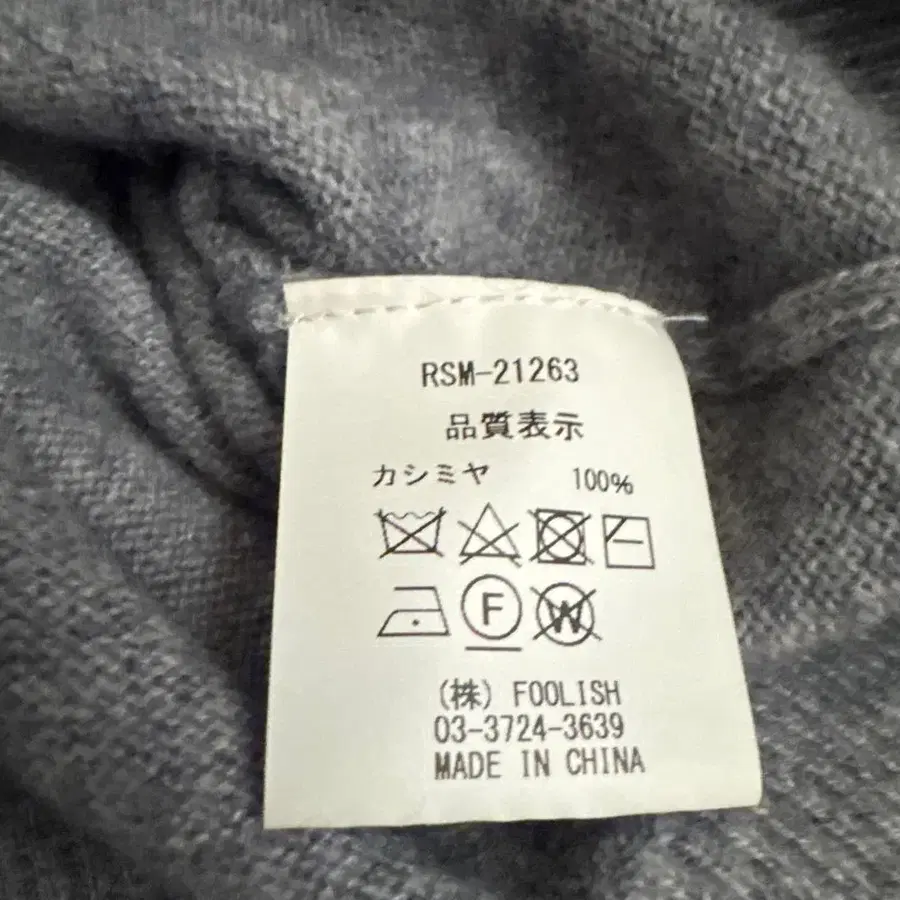 RSM-21263
品質表示
カシミヤ 100%
F W
(株) FOOLISH
03-3724-3639
MADE IN CHINA